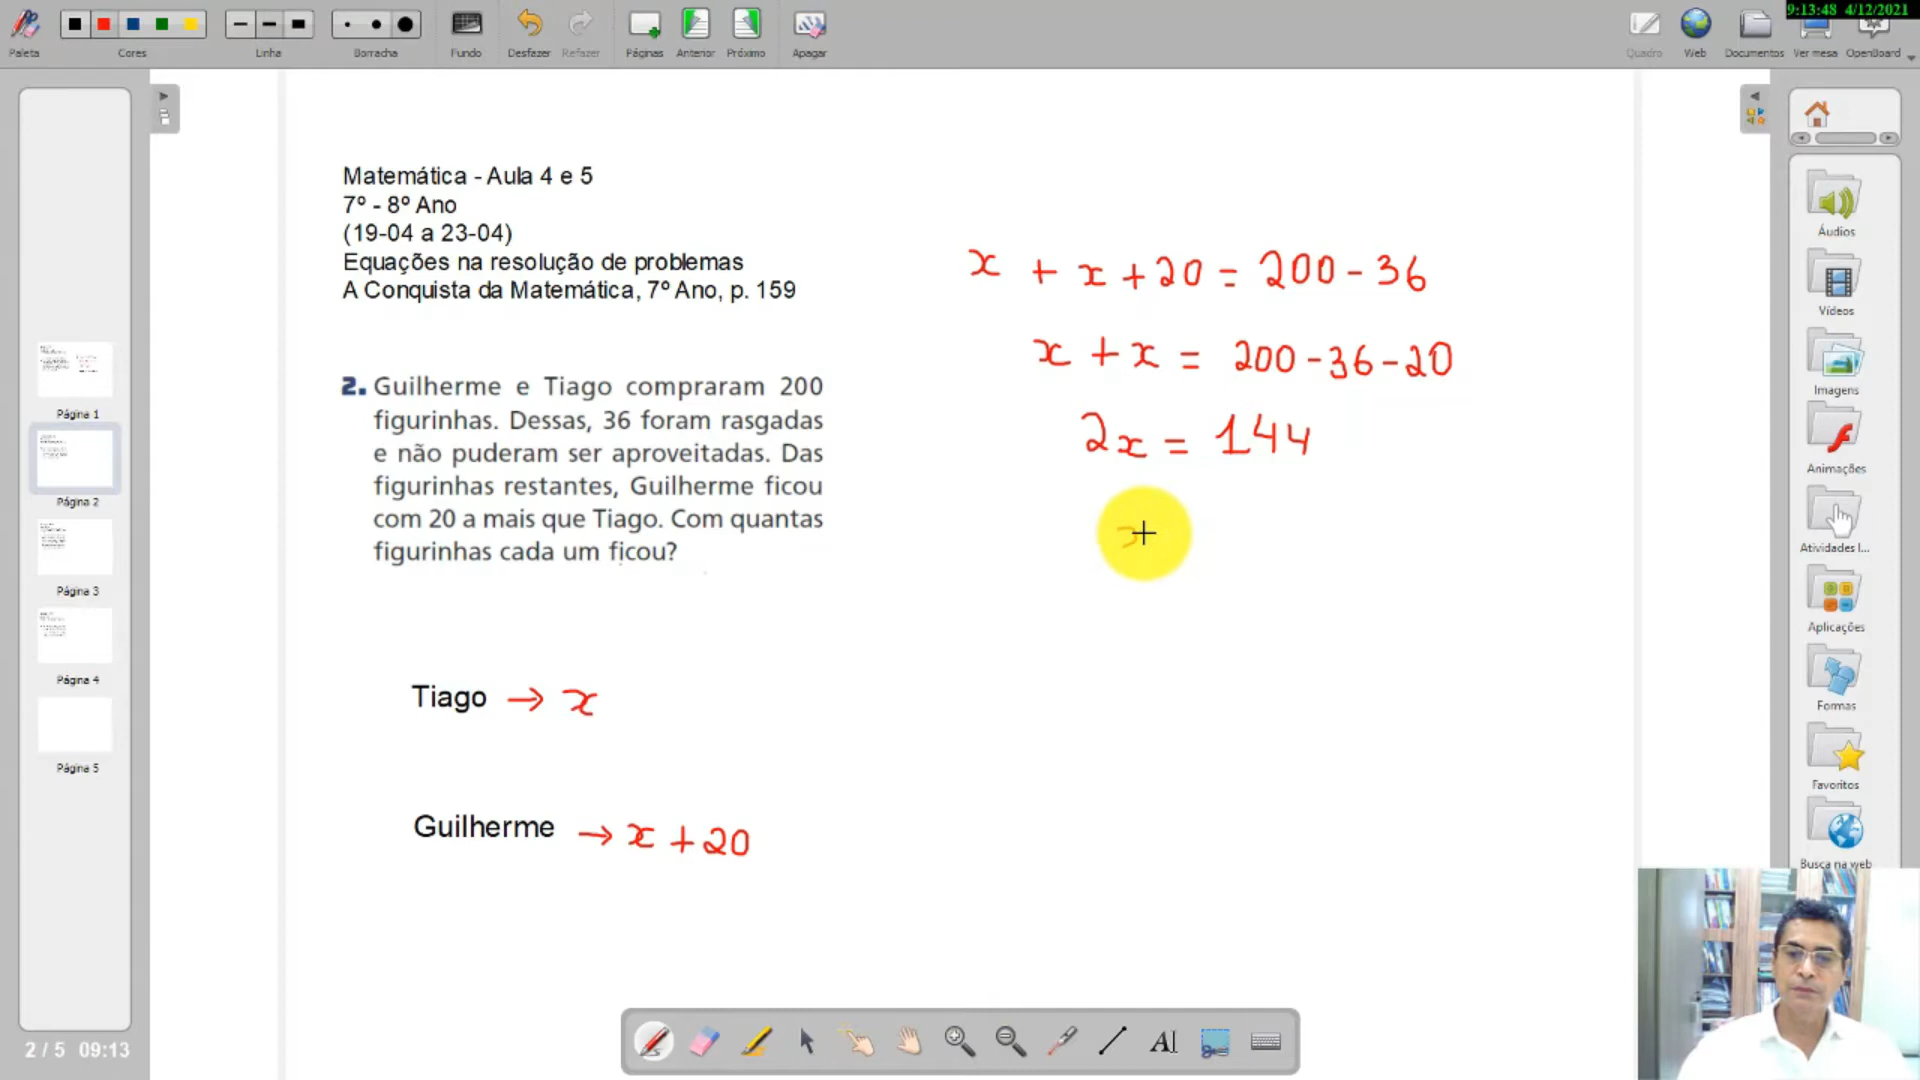 9:13:48 4/12/2021
Paleta
Cores
Linha
Borracha
Fundo
Desfazer
Refazer
Páginas
Anterior
Próximo
Apagar
Quadro
Web
Documentos
Ver mesa
OpenBoard
Matemática - Aula 4 e 5
7º - 8º Ano
(19-04 a 23-04)
Equações na resolução de problemas
A Conquista da Matemática, 7º Ano, p. 159
2. Guilherme e Tiago compraram 200
figurinhas. Dessas, 36 foram rasgadas
e não puderam ser aproveitadas. Das
figurinhas restantes, Guilherme ficou
com 20 a mais que Tiago. Com quantas
figurinhas cada um ficou?
Tiago → x
Guilherme → x + 20
x + x + 20 = 200 - 36
x + x = 200 - 36 - 20
2x = 144
Página 1
Página 2
Página 3
Página 4
Página 5
2 / 5 09:13
Áudios
Vídeos
Imagens
Animações
Atividades I...
Aplicações
Formas
Favoritos
Busca na web